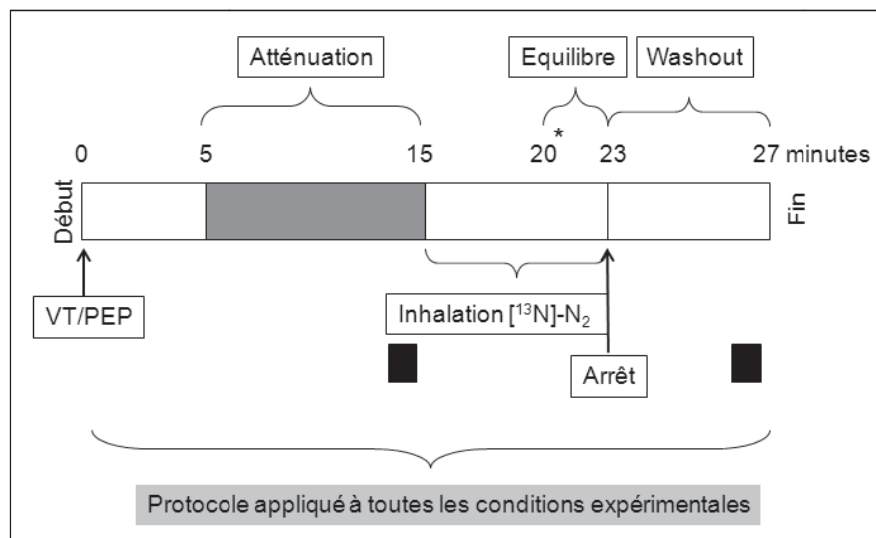 Atténuation
Equilibre
Washout
0 5 15 20* 23 27 minutes
Début
Fin
VT/PEP
Inhalation [¹³N]-N₂
Arrêt
Protocole appliqué à toutes les conditions expérimentales